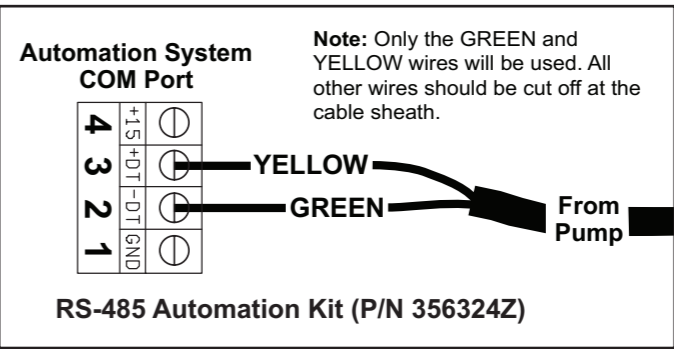 Automation System
COM Port
Note: Only the GREEN and
YELLOW wires will be used. All
other wires should be cut off at the
cable sheath.
4 +15
3 +DT
YELLOW
2 -DT
GREEN
1 GND
From
Pump
RS-485 Automation Kit (P/N 356324Z)